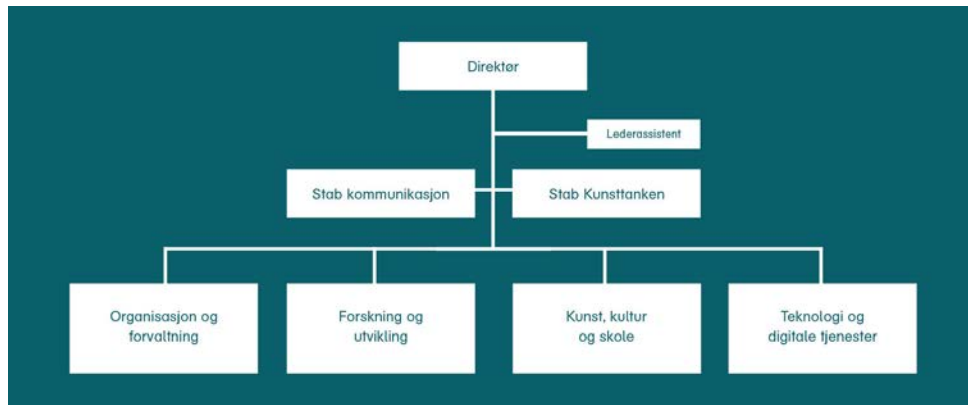 Direktør
Lederassistent
Stab kommunikasjon
Stab Kunsttanken
Organisasjon og
forvaltning
Forskning og
utvikling
Kunst, kultur
og skole
Teknologi og
digitale tjenester